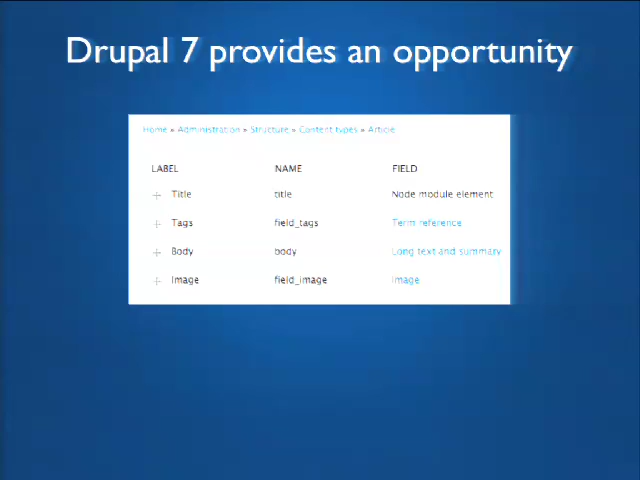 Drupal 7 provides an opportunity
Home » Administration » Structure » Content types » Article
LABEL NAME FIELD
Title title Node module element
Tags field_tags Term reference
Body body Long text and summary
Image field_image Image